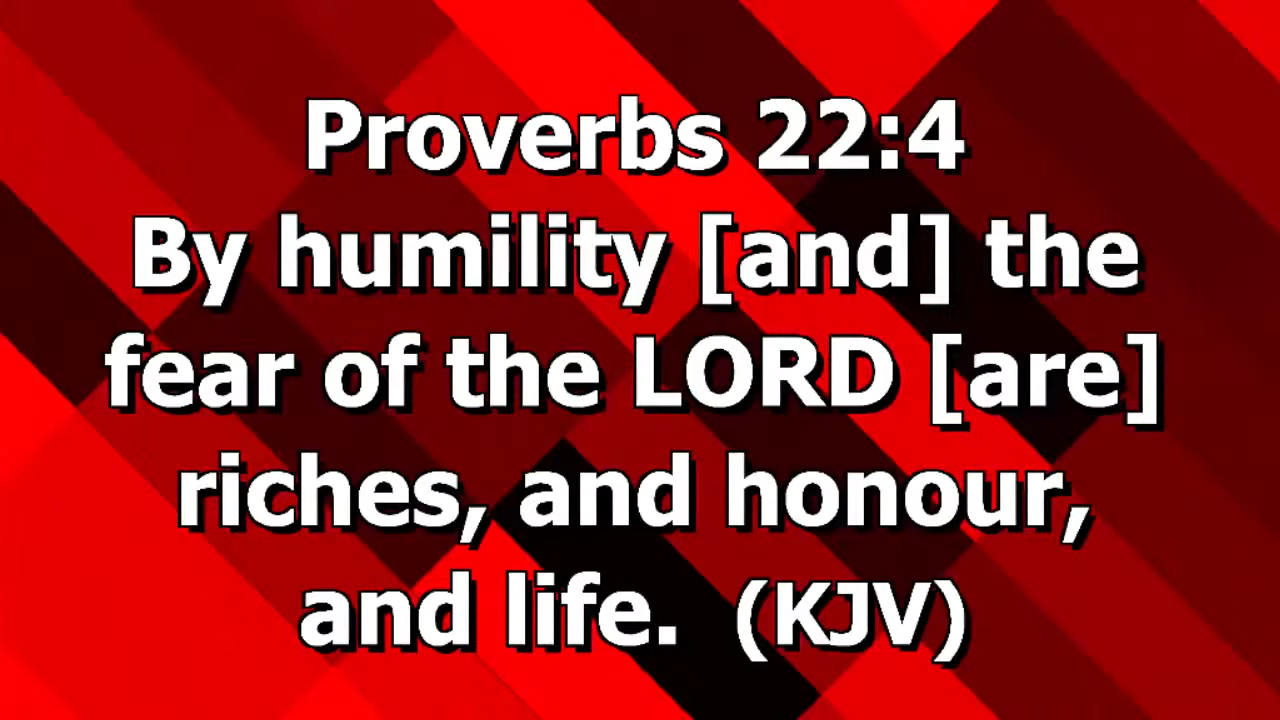 Proverbs 22:4
By humility [and] the
fear of the LORD [are]
riches, and honour,
and life.  (KJV)